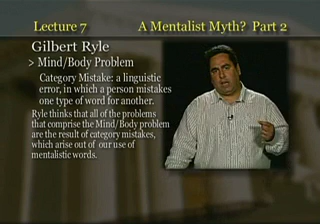 Lecture 7 A Mentalist Myth? Part 2
Gilbert Ryle
> Mind/Body Problem
Category Mistake: a linguistic
error, in which a person mistakes
one type of word for another.
Ryle thinks that all of the problems
that comprise the Mind/Body problem
are the result of category mistakes,
which arise out of our use of
mentalistic words.